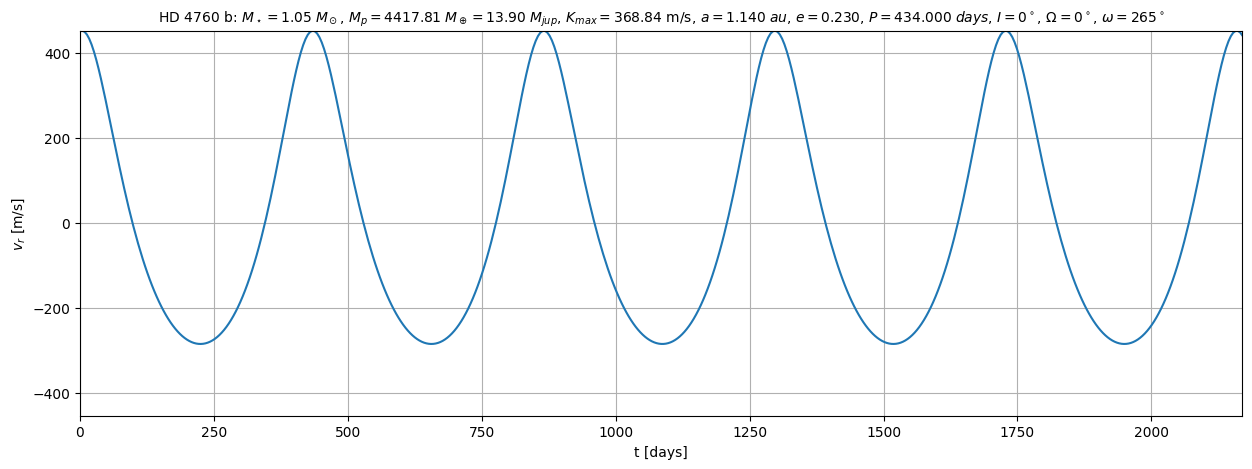 HD 4760 b: M⋆ = 1.05 M⊙, Mp = 4417.81 M⊕ = 13.90 Mjup, Kmax = 368.84 m/s, a = 1.140 au, e = 0.230, P = 434.000 days, I = 0°, Ω = 0°, ω = 265°
400
200
0
−200
−400
vr [m/s]
0 250 500 750 1000 1250 1500 1750 2000
t [days]